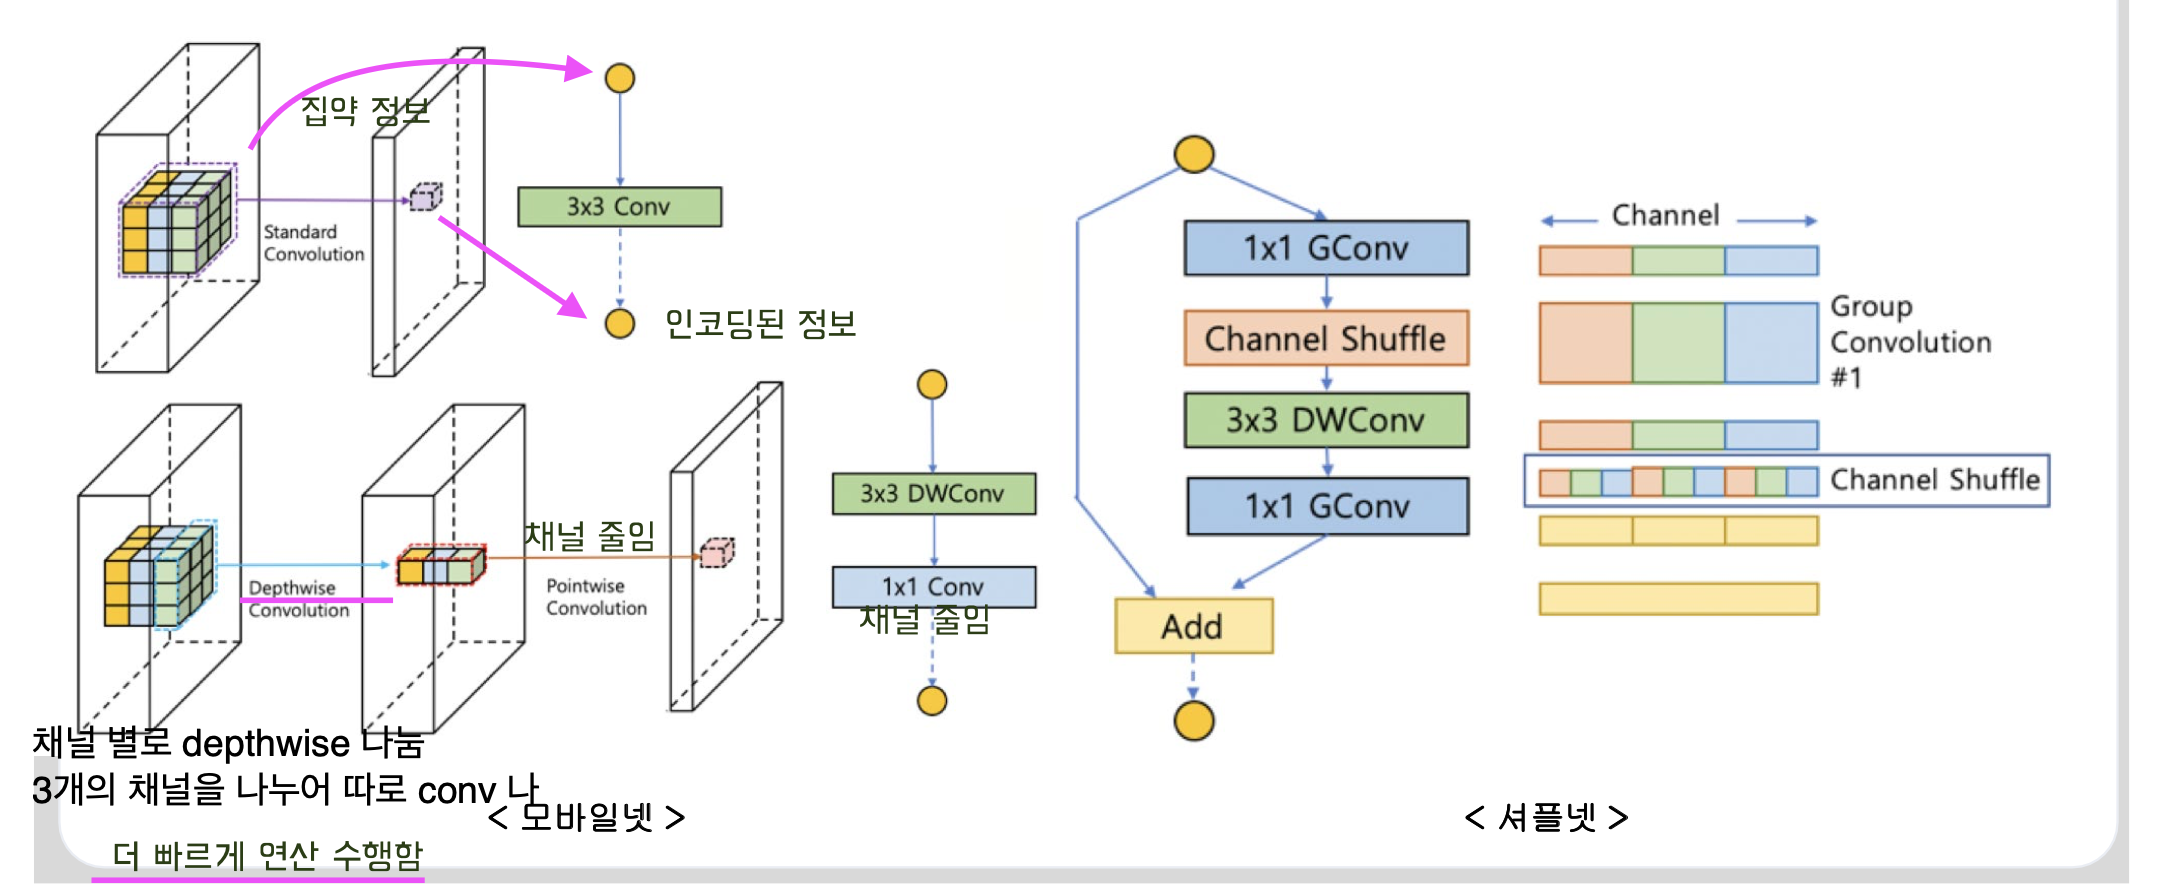 집약 정보
Standard
Convolution
3x3 Conv
인코딩된 정보
Depthwise
Convolution
채널 줄임
Pointwise
Convolution
3x3 DWConv
1x1 Conv
채널 줄임
채널 별로 depthwise 나눔
3개의 채널을 나누어 따로 conv 나
< 모바일넷 >
더 빠르게 연산 수행함
1x1 GConv
Channel Shuffle
3x3 DWConv
1x1 GConv
Add
Channel
Group
Convolution
#1
Channel Shuffle
< 셔플넷 >